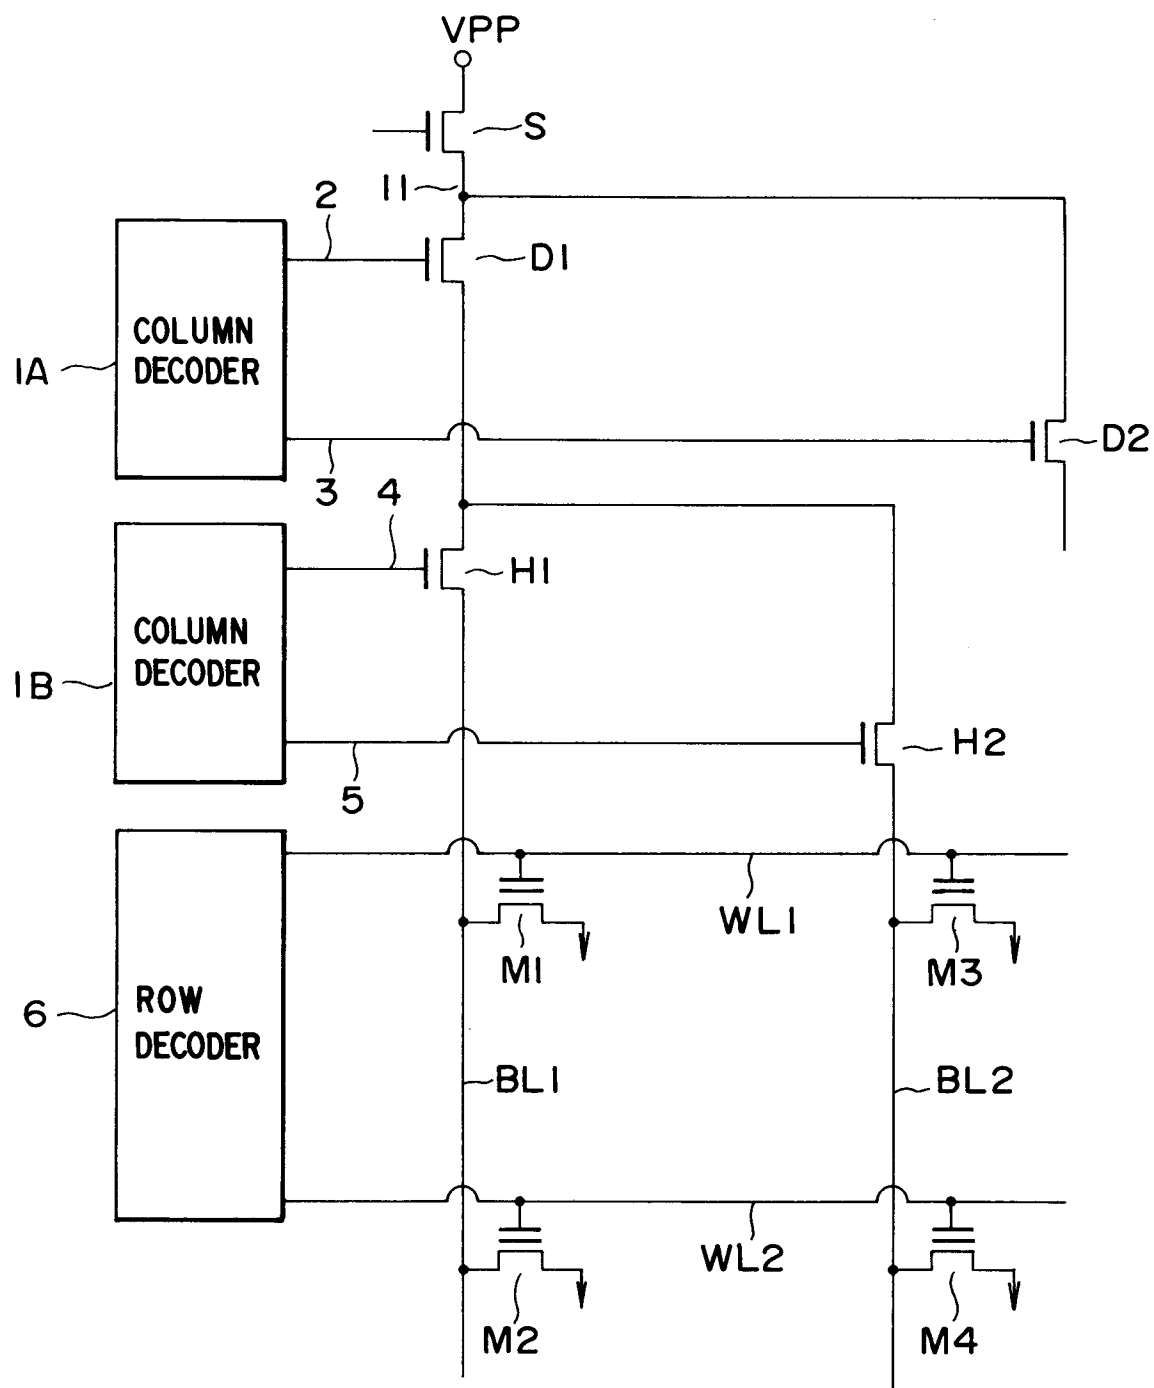 VPP
S
11
2
D1
COLUMN
DECODER
1A
D2
3
4
H1
COLUMN
DECODER
1B
H2
5
WL1
M1
M3
ROW
DECODER
6
BL1
BL2
WL2
M2
M4